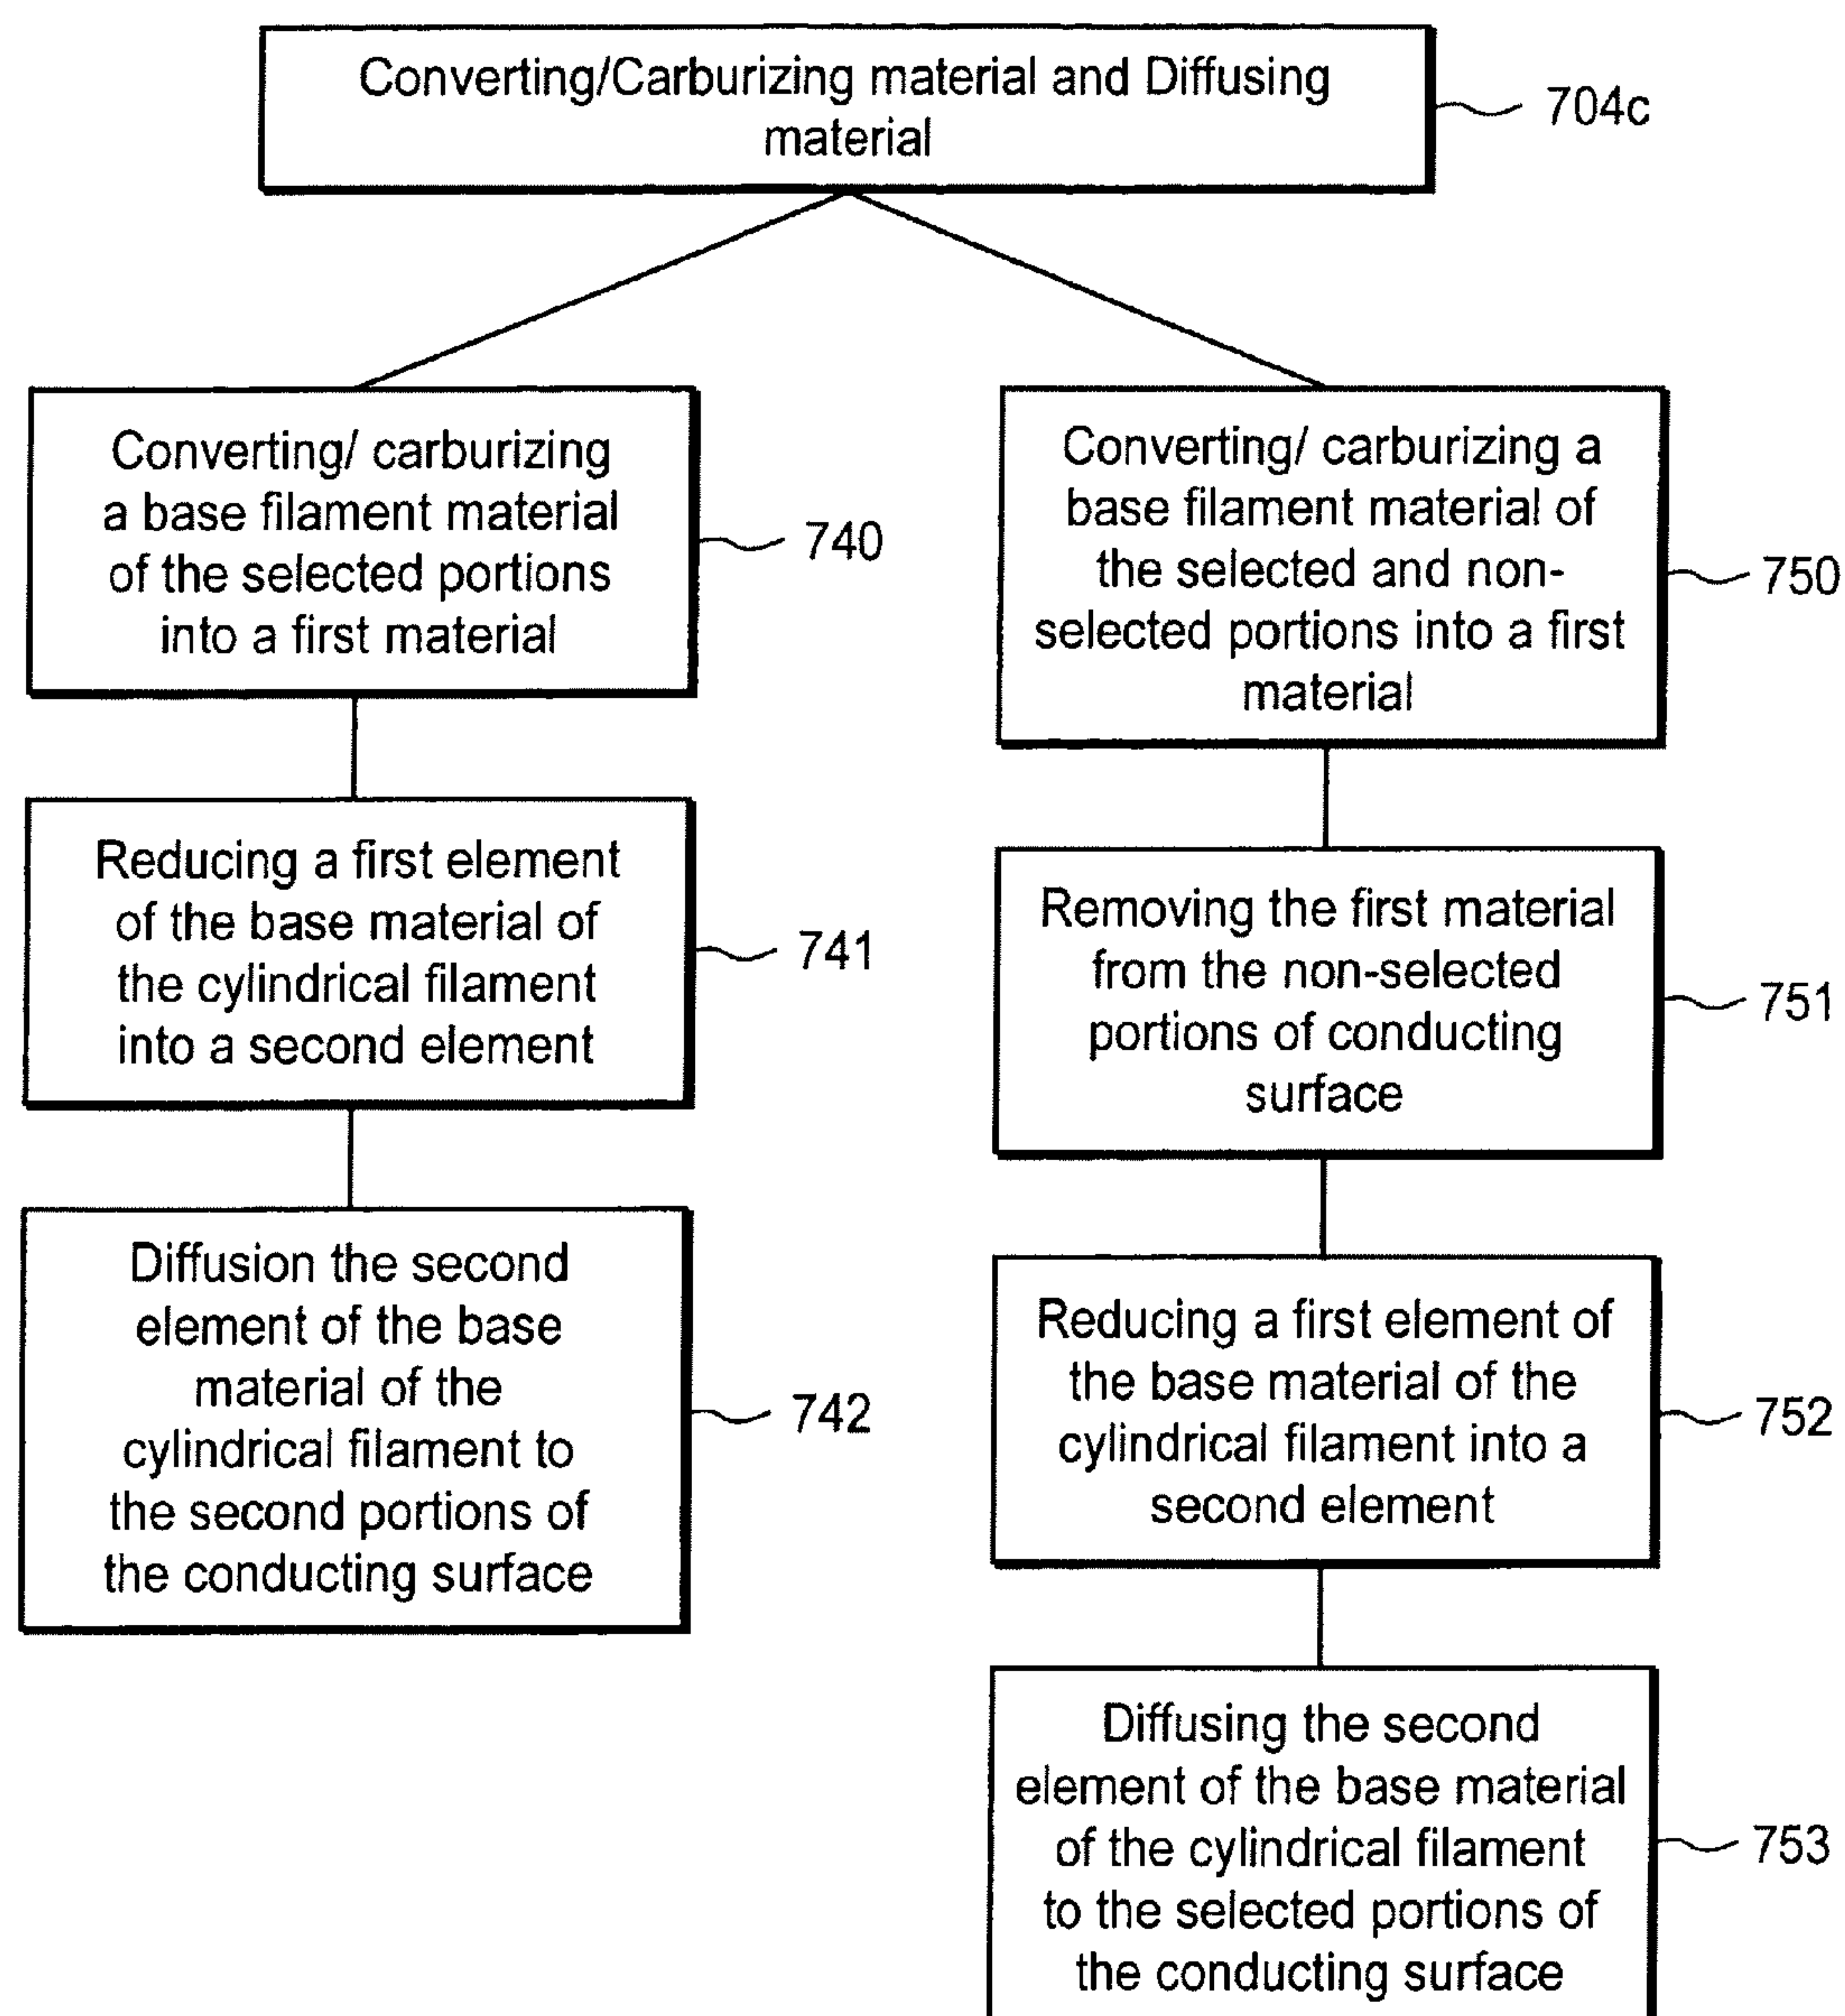 Converting/Carburizing material and Diffusing
material
704c
Converting/ carburizing
a base filament material
of the selected portions
into a first material
740
Reducing a first element
of the base material of
the cylindrical filament
into a second element
741
Diffusion the second
element of the base
material of the
cylindrical filament to
the second portions of
the conducting surface
742
Converting/ carburizing a
base filament material of
the selected and non-
selected portions into a first
material
750
Removing the first material
from the non-selected
portions of conducting
surface
751
Reducing a first element of
the base material of the
cylindrical filament into a
second element
752
Diffusing the second
element of the base material
of the cylindrical filament
to the selected portions of
the conducting surface
753